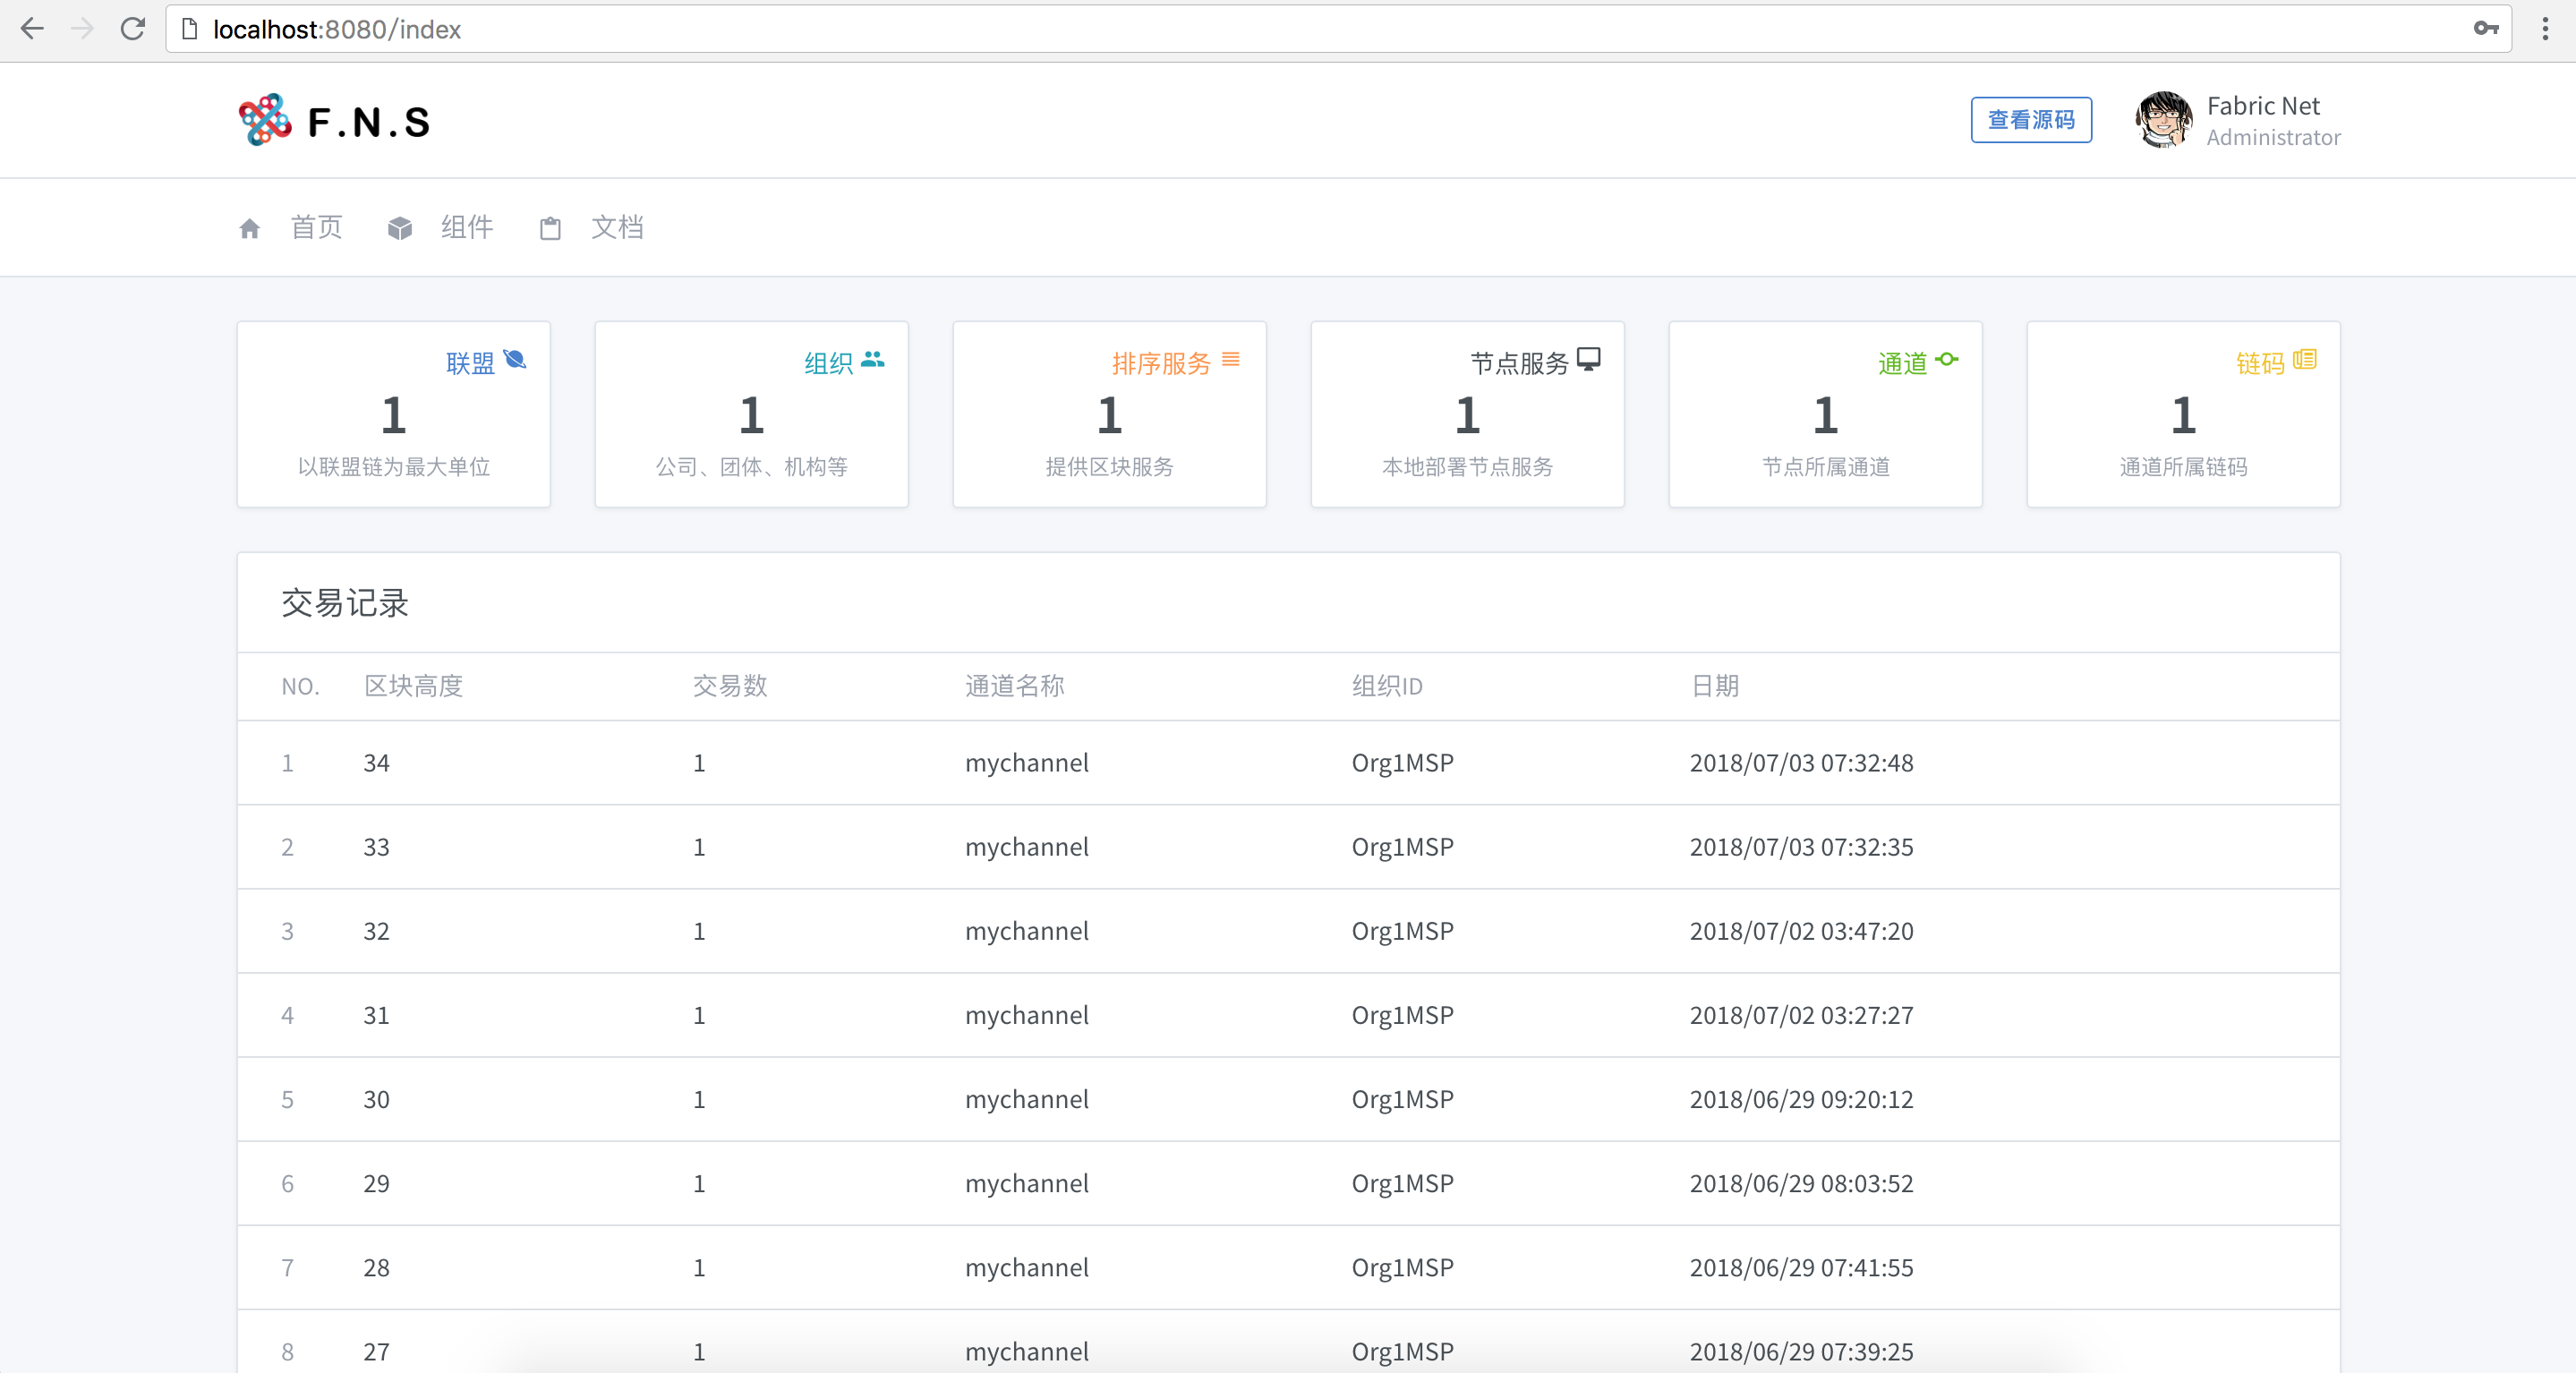 localhost:8080/index
F.N.S
查看源码
Fabric Net
Administrator
首页 组件 文档
联盟 组织 排序服务 节点服务 通道 链码
1 1 1 1 1 1
以联盟链为最大单位 公司、团体、机构等 提供区块服务 本地部署节点服务 节点所属通道 通道所属链码
交易记录
NO. 区块高度 交易数 通道名称 组织ID 日期
1 34 1 mychannel Org1MSP 2018/07/03 07:32:48
2 33 1 mychannel Org1MSP 2018/07/03 07:32:35
3 32 1 mychannel Org1MSP 2018/07/02 03:47:20
4 31 1 mychannel Org1MSP 2018/07/02 03:27:27
5 30 1 mychannel Org1MSP 2018/06/29 09:20:12
6 29 1 mychannel Org1MSP 2018/06/29 08:03:52
7 28 1 mychannel Org1MSP 2018/06/29 07:41:55
8 27 1 mychannel Org1MSP 2018/06/29 07:39:25